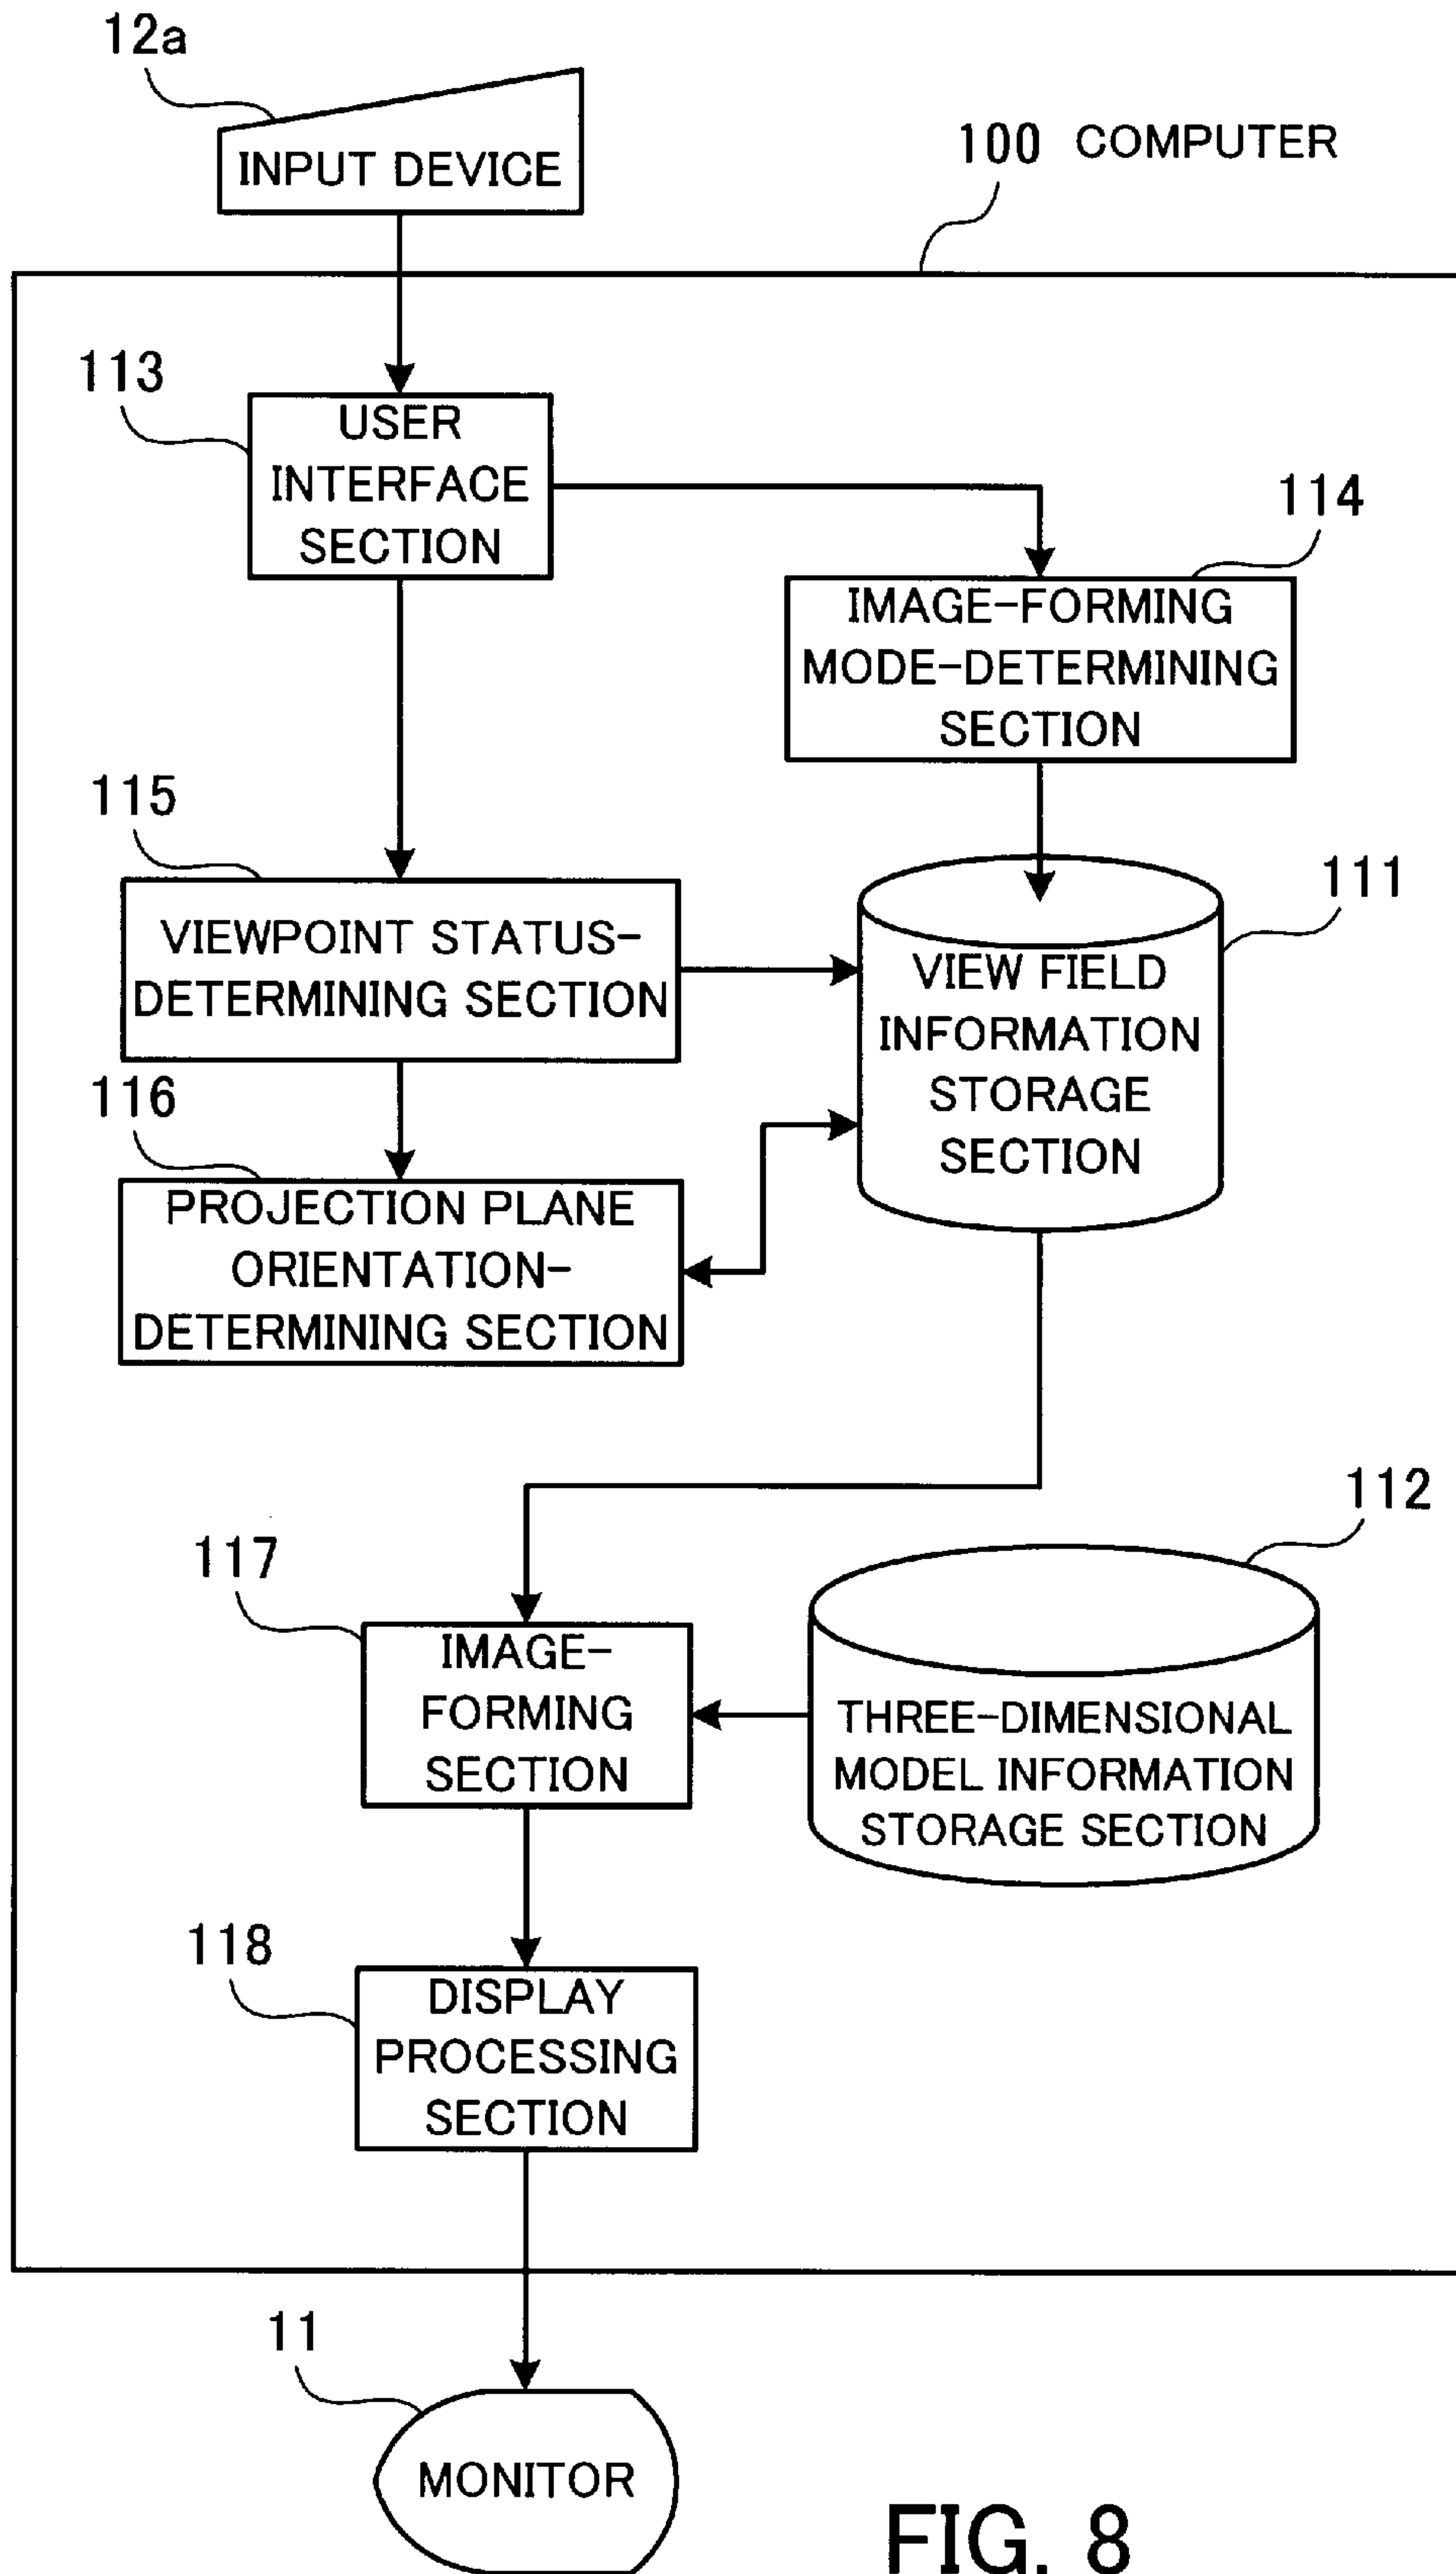 12a
INPUT DEVICE
100 COMPUTER
113
USER
INTERFACE
SECTION
114
IMAGE-FORMING
MODE-DETERMINING
SECTION
115
VIEWPOINT STATUS-
DETERMINING SECTION
111
VIEW FIELD
INFORMATION
STORAGE
SECTION
116
PROJECTION PLANE
ORIENTATION-
DETERMINING SECTION
117
IMAGE-
FORMING
SECTION
112
THREE-DIMENSIONAL
MODEL INFORMATION
STORAGE SECTION
118
DISPLAY
PROCESSING
SECTION
11
MONITOR
FIG. 8